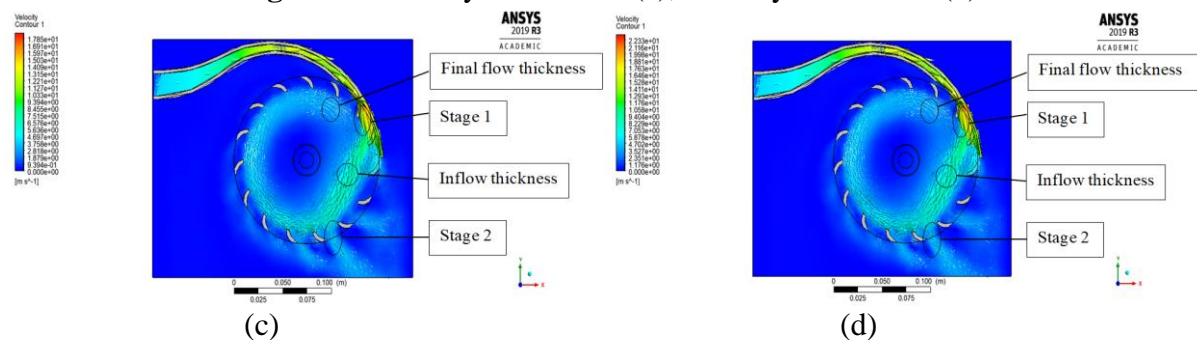 Velocity
Contour 1
1.785e+01
1.691e+01
1.597e+01
1.503e+01
1.409e+01
1.315e+01
1.221e+01
1.127e+01
1.033e+01
9.394e+00
8.455e+00
7.515e+00
6.576e+00
5.636e+00
4.697e+00
3.758e+00
2.818e+00
1.879e+00
9.394e-01
0.000e+00
[m s^-1]
ANSYS
2019 R3
ACADEMIC
Final flow thickness
Stage 1
Inflow thickness
Stage 2
0 0.050 0.100 (m)
0.025 0.075
Y
X
(c)
Velocity
Contour 1
2.233e+01
2.116e+01
1.998e+01
1.881e+01
1.763e+01
1.646e+01
1.528e+01
1.411e+01
1.293e+01
1.176e+01
1.058e+01
9.404e+00
8.229e+00
7.053e+00
5.878e+00
4.702e+00
3.527e+00
2.351e+00
1.176e+00
0.000e+00
[m s^-1]
ANSYS
2019 R3
ACADEMIC
Final flow thickness
Stage 1
Inflow thickness
Stage 2
0 0.050 0.100 (m)
0.025 0.075
Y
X
(d)